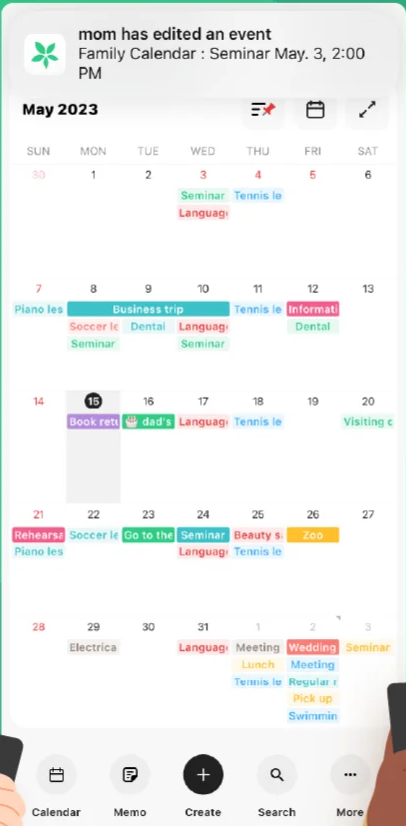 mom has edited an event
Family Calendar : Seminar May. 3, 2:00
PM
May 2023
SUN MON TUE WED THU FRI SAT
30 1 2 3 4 5 6
Seminar Tennis le
Languag
7 8 9 10 11 12 13
Piano les Business trip Tennis le Informati
Soccer le Dental Languag Dental
Seminar Seminar
14 15 16 17 18 19 20
Book retu dad's Languag Tennis le Visiting c
21 22 23 24 25 26 27
Rehearsa Soccer le Go to the Seminar Beauty s Zoo
Piano les Languag Tennis le
28 29 30 31 1 2 3
Electrica Languag Meeting Wedding Seminar
Lunch Meeting
Tennis le Regular r
Pick up
Swimmin
Calendar Memo Create Search More